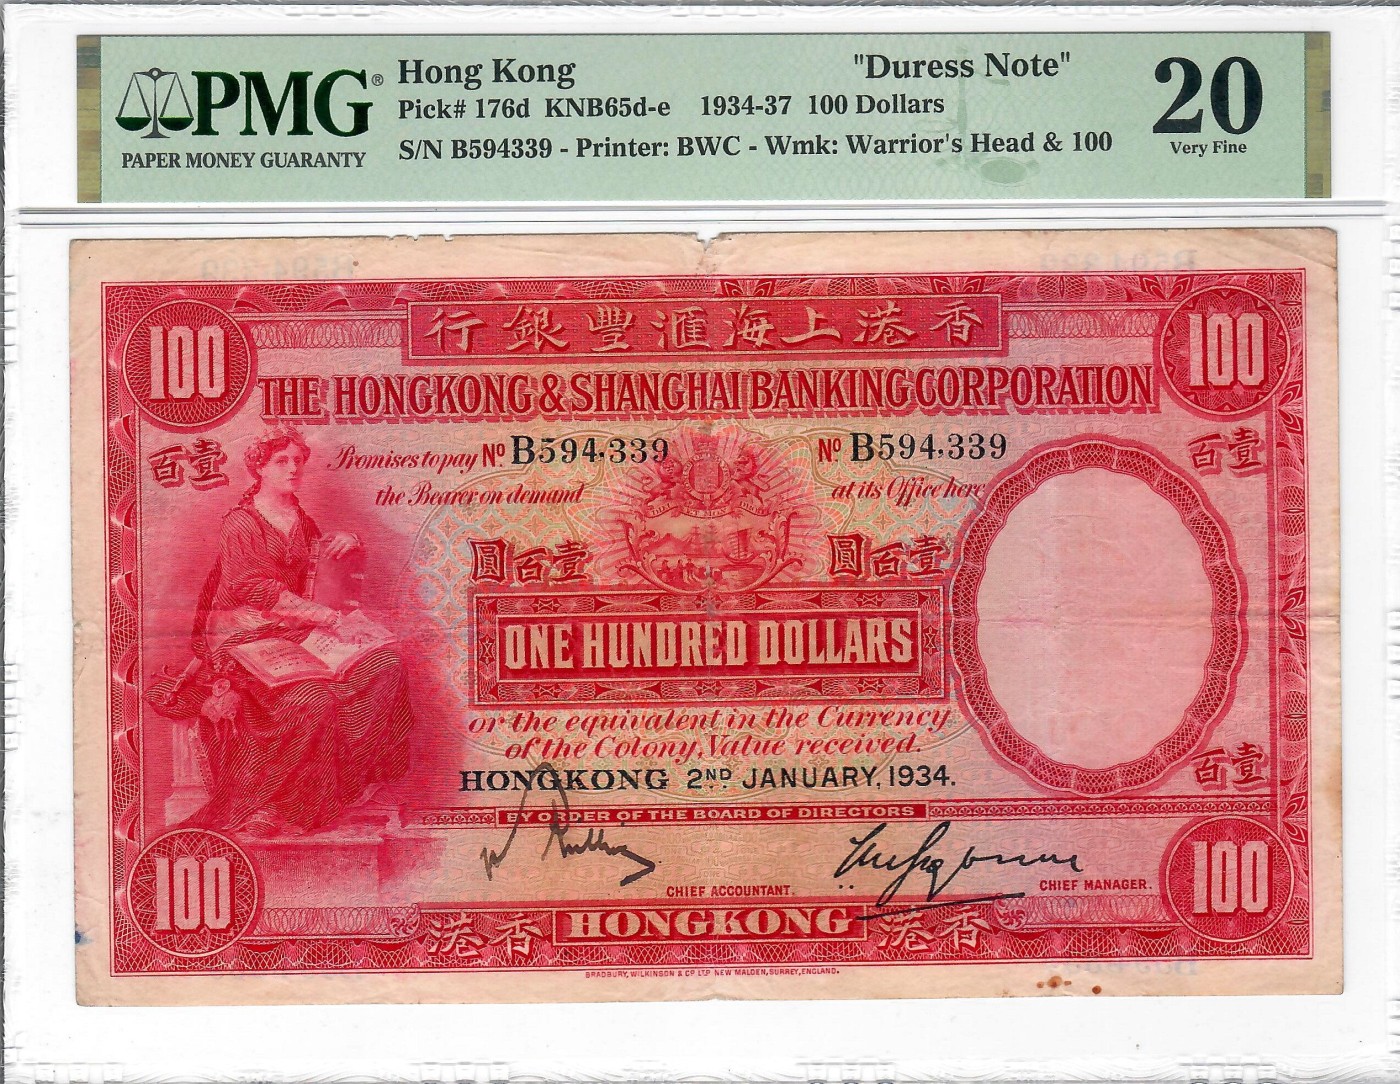 PMG®
PAPER MONEY GUARANTY
Hong Kong
"Duress Note"
Pick# 176d KNB65d-e 1934-37 100 Dollars
S/N B594339 - Printer: BWC - Wmk: Warrior's Head & 100
20
Very Fine
行銀豐滙海上港香
100
100
THE HONGKONG & SHANGHAI BANKING CORPORATION
百壹
Promises to pay No. B594,339
No. B594,339
百壹
the Bearer on demand
at its Office here
圓百壹
圓百壹
ONE HUNDRED DOLLARS
or the equivalent in the Currency
of the Colony, Value received.
百壹
HONGKONG 2ND JANUARY, 1934.
BY ORDER OF THE BOARD OF DIRECTORS
100
100
CHIEF ACCOUNTANT.
CHIEF MANAGER.
港香
HONGKONG
港香
BRADBURY, WILKINSON & Co LTD NEW MALDEN, SURREY, ENGLAND.